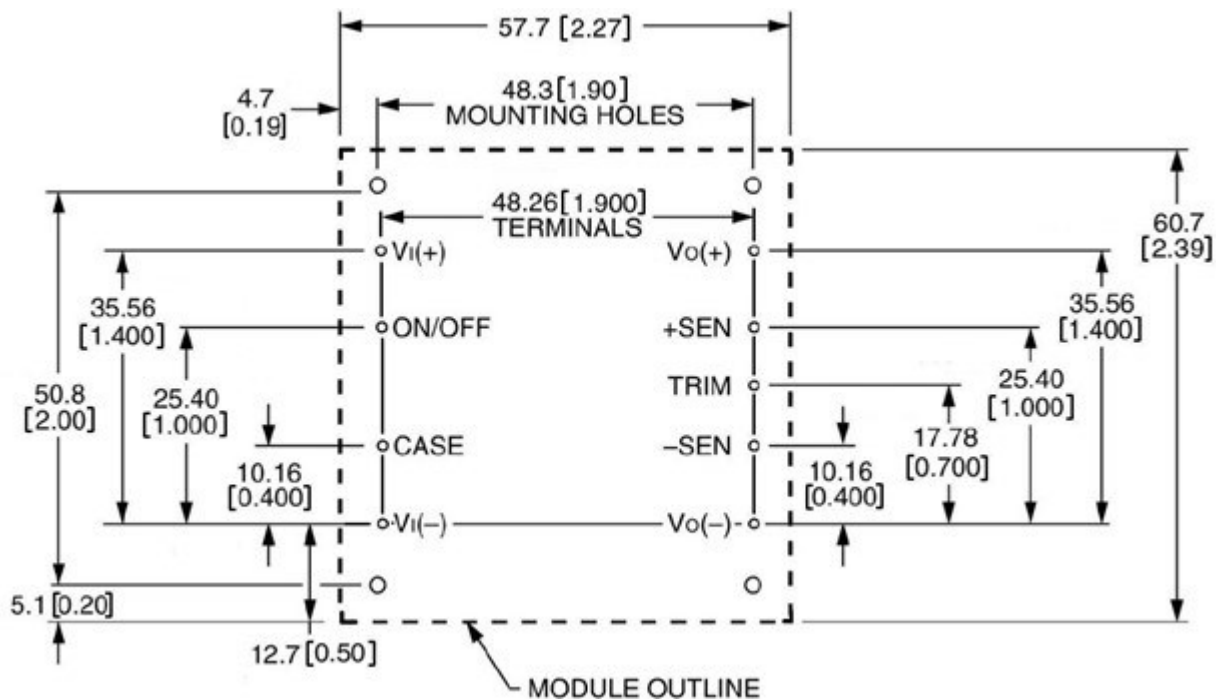 57.7 [2.27]
4.7
[0.19]
48.3[1.90]
MOUNTING HOLES
48.26[1.900]
TERMINALS
60.7
[2.39]
VI(+)
VO(+)
35.56
[1.400]
35.56
[1.400]
ON/OFF
+SEN
50.8
[2.00]
25.40
[1.000]
TRIM
25.40
[1.000]
17.78
[0.700]
CASE
–SEN
10.16
[0.400]
10.16
[0.400]
VI(–)
VO(–)
5.1[0.20]
12.7[0.50]
MODULE OUTLINE